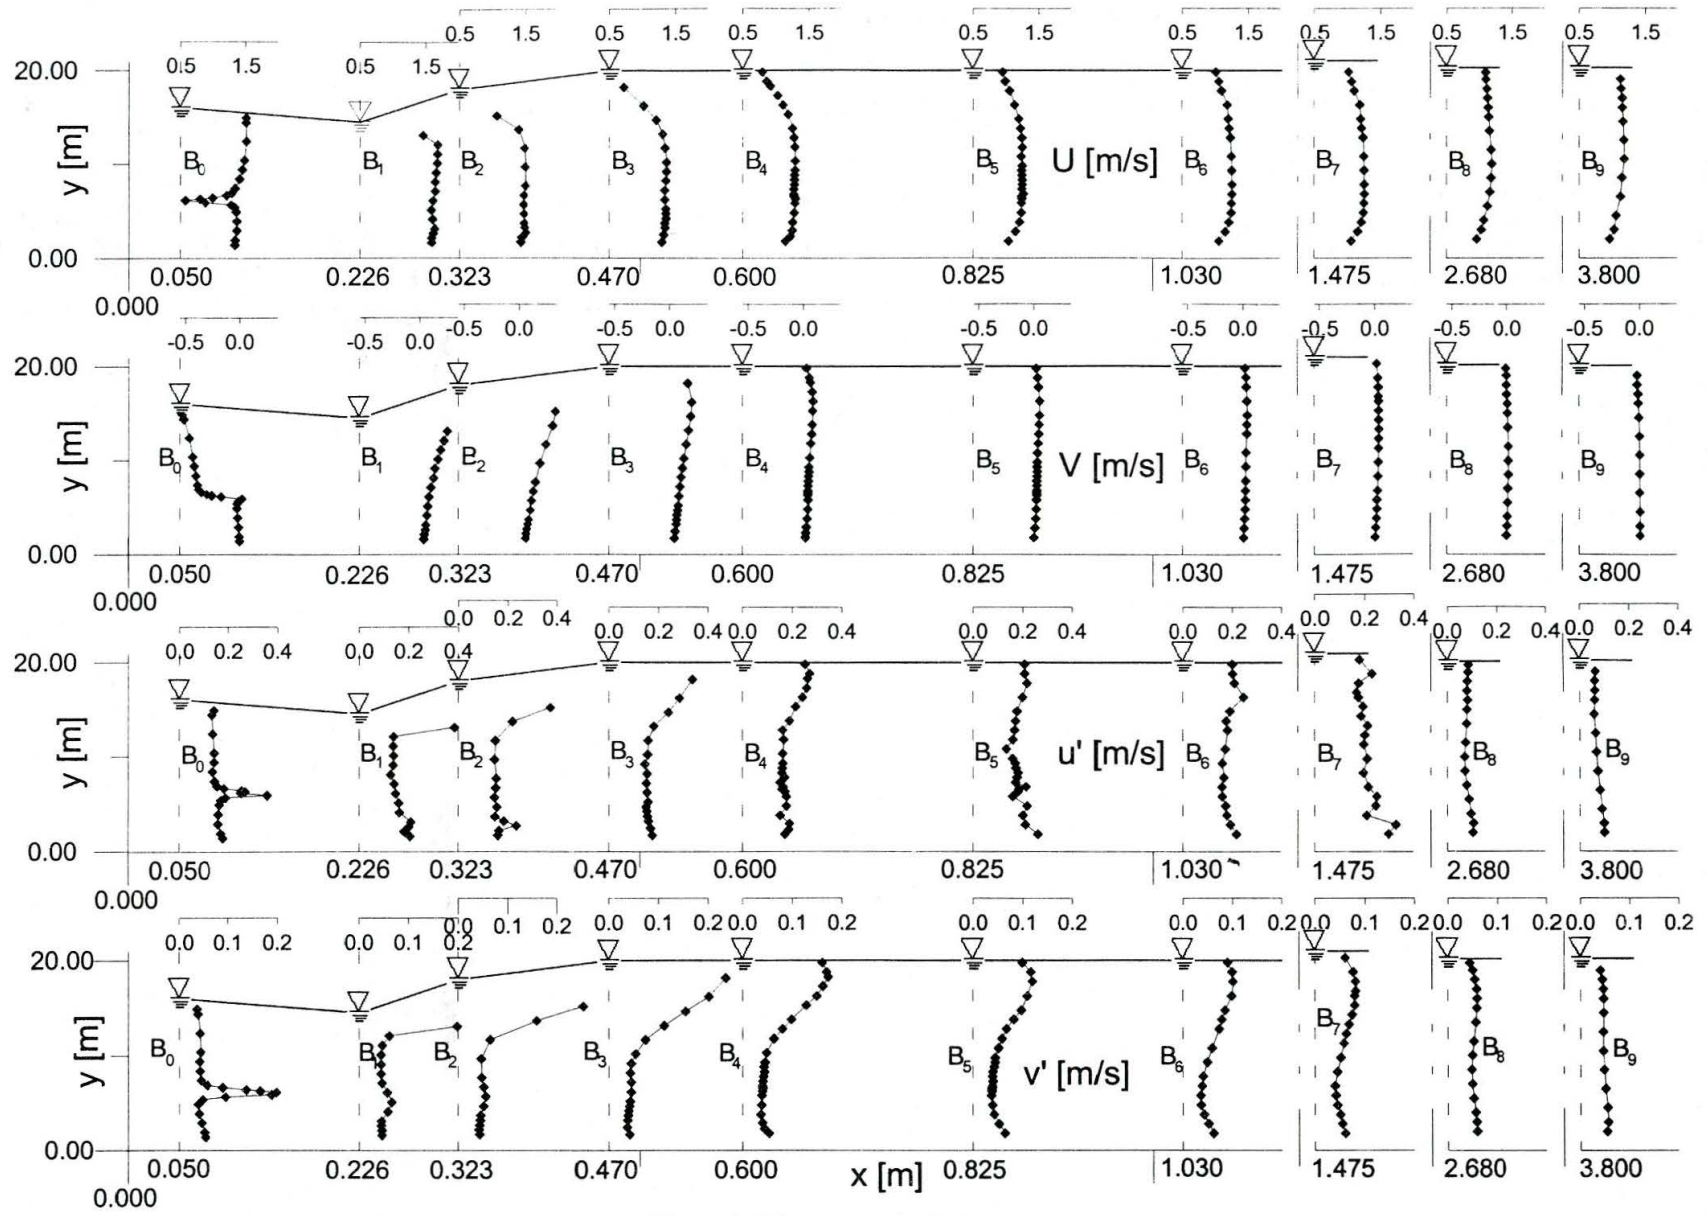 0.5 1.5 0.5 1.5 0.5 1.5 0.5 1.5 0.5 1.5 0.5 1.5 0.5 1.5 0.5 1.5 0.5 1.5 0.5 1.5
20.00
y [m]
B0 B1 B2 B3 B4 B5 U [m/s] B6 B7 B8 B9
0.00
0.050 0.226 0.323 0.470 0.600 0.825 1.030 1.475 2.680 3.800
0.000
-0.5 0.0 -0.5 0.0 -0.5 0.0 -0.5 0.0 -0.5 0.0 -0.5 0.0 -0.5 0.0 -0.5 0.0 -0.5 0.0 -0.5 0.0
20.00
y [m]
B0 B1 B2 B3 B4 B5 V [m/s] B6 B7 B8 B9
0.00
0.050 0.226 0.323 0.470 0.600 0.825 1.030 1.475 2.680 3.800
0.000
0.0 0.2 0.4 0.0 0.2 0.4 0.0 0.2 0.4 0.0 0.2 0.4 0.0 0.2 0.4 0.0 0.2 0.4 0.0 0.2 0.4 0.0 0.2 0.4 0.0 0.2 0.4 0.0 0.2 0.4
20.00
y [m]
B0 B1 B2 B3 B4 B5 u' [m/s] B6 B7 B8 B9
0.00
0.050 0.226 0.323 0.470 0.600 0.825 1.030 1.475 2.680 3.800
0.000
0.0 0.1 0.2 0.0 0.1 0.2 0.0 0.1 0.2 0.0 0.1 0.2 0.0 0.1 0.2 0.0 0.1 0.2 0.0 0.1 0.2 0.0 0.1 0.2 0.0 0.1 0.2 0.0 0.1 0.2
20.00
y [m]
B0 B1 B2 B3 B4 B5 v' [m/s] B6 B7 B8 B9
0.00
0.050 0.226 0.323 0.470 0.600 x [m] 0.825 1.030 1.475 2.680 3.800
0.000